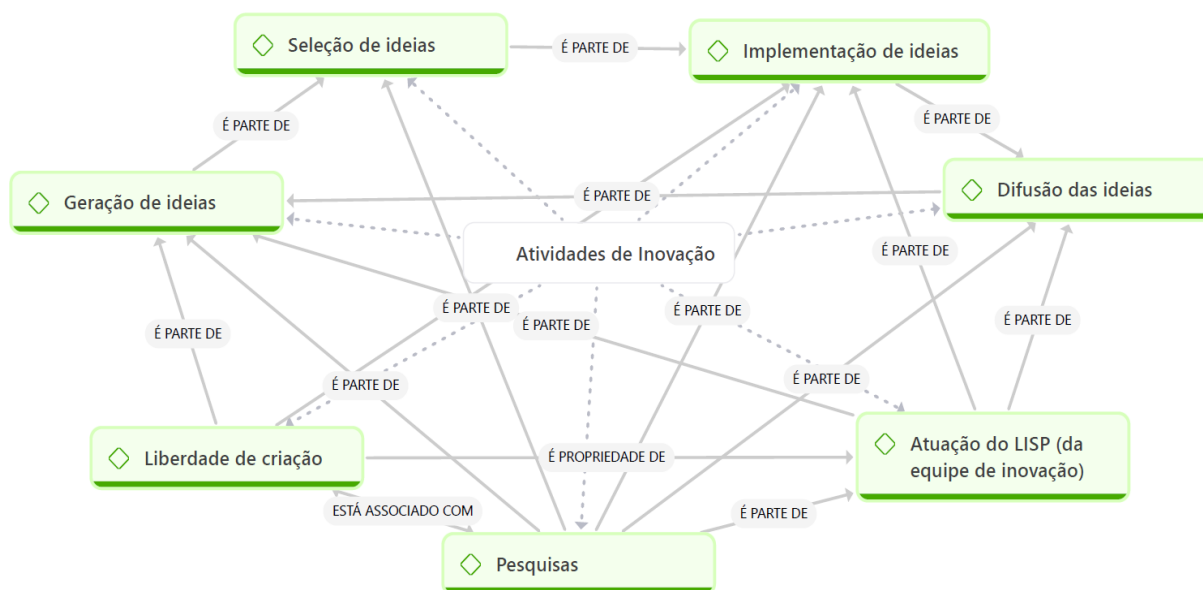 Seleção de ideias
É PARTE DE
Implementação de ideias
É PARTE DE
É PARTE DE
Geração de ideias
É PARTE DE
Difusão das ideias
Atividades de Inovação
É PARTE DE
É PARTE DE
É PARTE DE
É PARTE DE
É PARTE DE
É PARTE DE
É PARTE DE
É PARTE DE
É PARTE DE
Liberdade de criação
É PROPRIEDADE DE
Atuação do LISP (da
equipe de inovação)
ESTÁ ASSOCIADO COM
É PARTE DE
Pesquisas